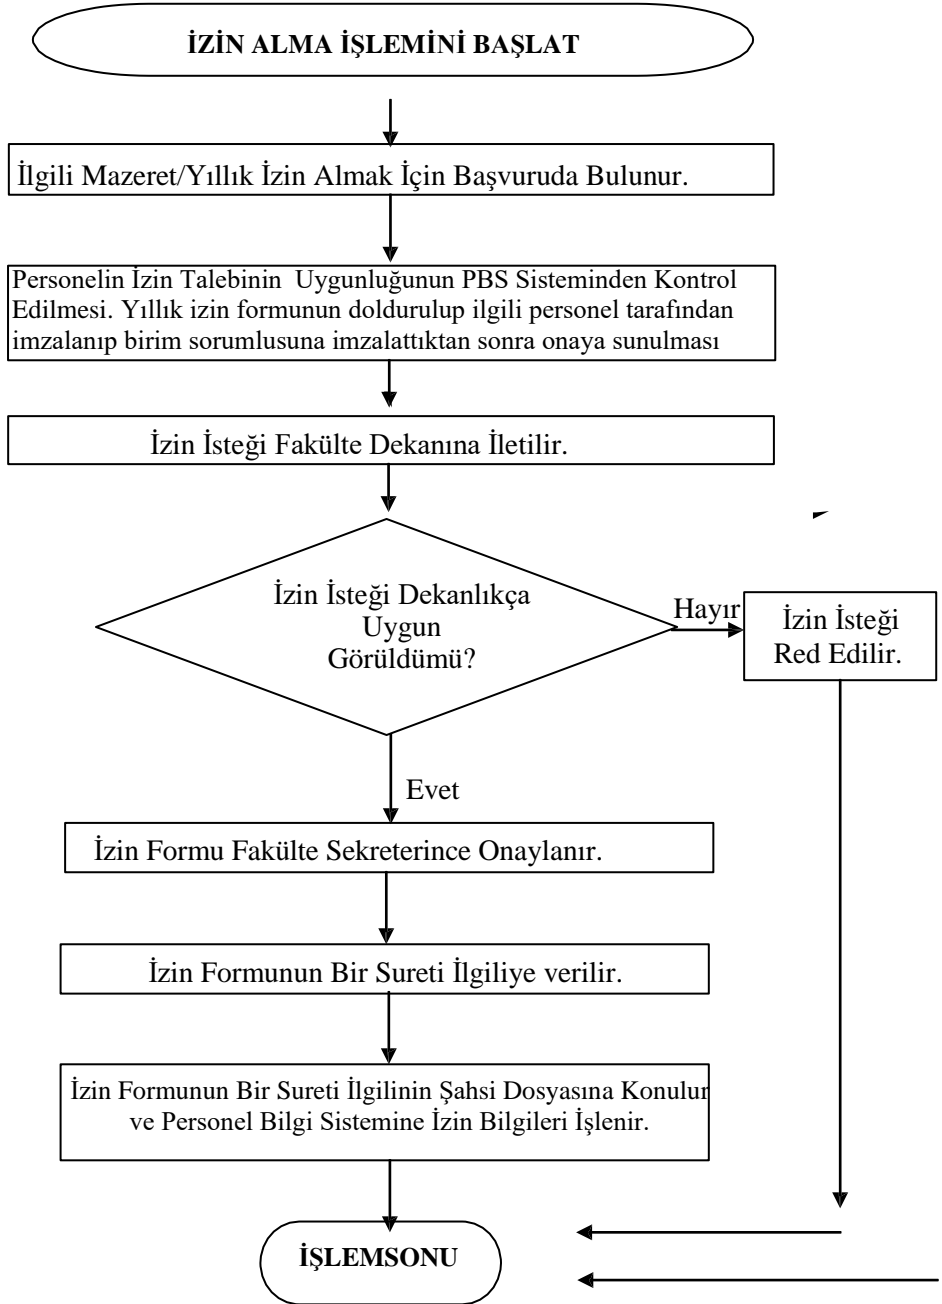 İZİN ALMA İŞLEMİNİ BAŞLAT
İlgili Mazeret/Yıllık İzin Almak İçin Başvuruda Bulunur.
Personelin İzin Talebinin Uygunluğunun PBS Sisteminden Kontrol
Edilmesi. Yıllık izin formunun doldurulup ilgili personel tarafından
imzalanıp birim sorumlusuna imzalattıktan sonra onaya sunulması
İzin İsteği Fakülte Dekanına İletilir.
İzin İsteği Dekanlıkça
Uygun
Görüldümü?
Hayır
İzin İsteği
Red Edilir.
Evet
İzin Formu Fakülte Sekreterince Onaylanır.
İzin Formunun Bir Sureti İlgiliye verilir.
İzin Formunun Bir Sureti İlgilinin Şahsi Dosyasına Konulur
ve Personel Bilgi Sistemine İzin Bilgileri İşlenir.
İŞLEMSONU